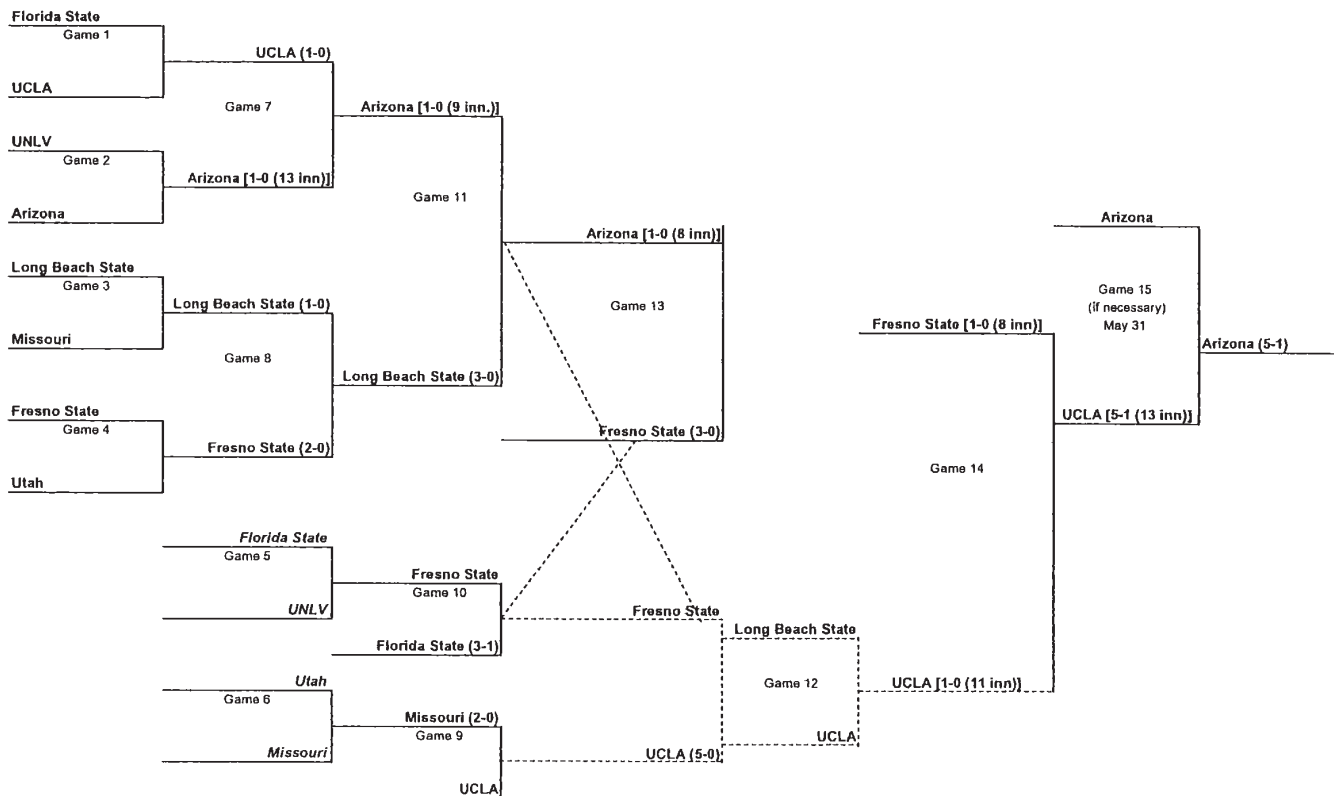 Florida State
Game 1
UCLA (1-0)
UCLA
Game 7
Arizona [1-0 (9 inn.)]
UNLV
Game 2
Arizona [1-0 (13 inn)]
Game 11
Arizona
Arizona
Arizona [1-0 (8 inn)]
Long Beach State
Game 3
Long Beach State (1-0)
Game 13
Game 15
(if necessary)
May 31
Fresno State [1-0 (8 inn)]
Missouri
Game 8
Arizona (5-1)
Long Beach State (3-0)
Fresno State
Game 4
UCLA [5-1 (13 inn)]
Fresno State (3-0)
Fresno State (2-0)
Utah
Game 14
Florida State
Game 5
Fresno State
Game 10
UNLV
Fresno State
Long Beach State
Florida State (3-1)
Utah
Game 6
Game 12
UCLA [1-0 (11 inn)]
Missouri (2-0)
Game 9
UCLA
Missouri
UCLA (5-0)
UCLA